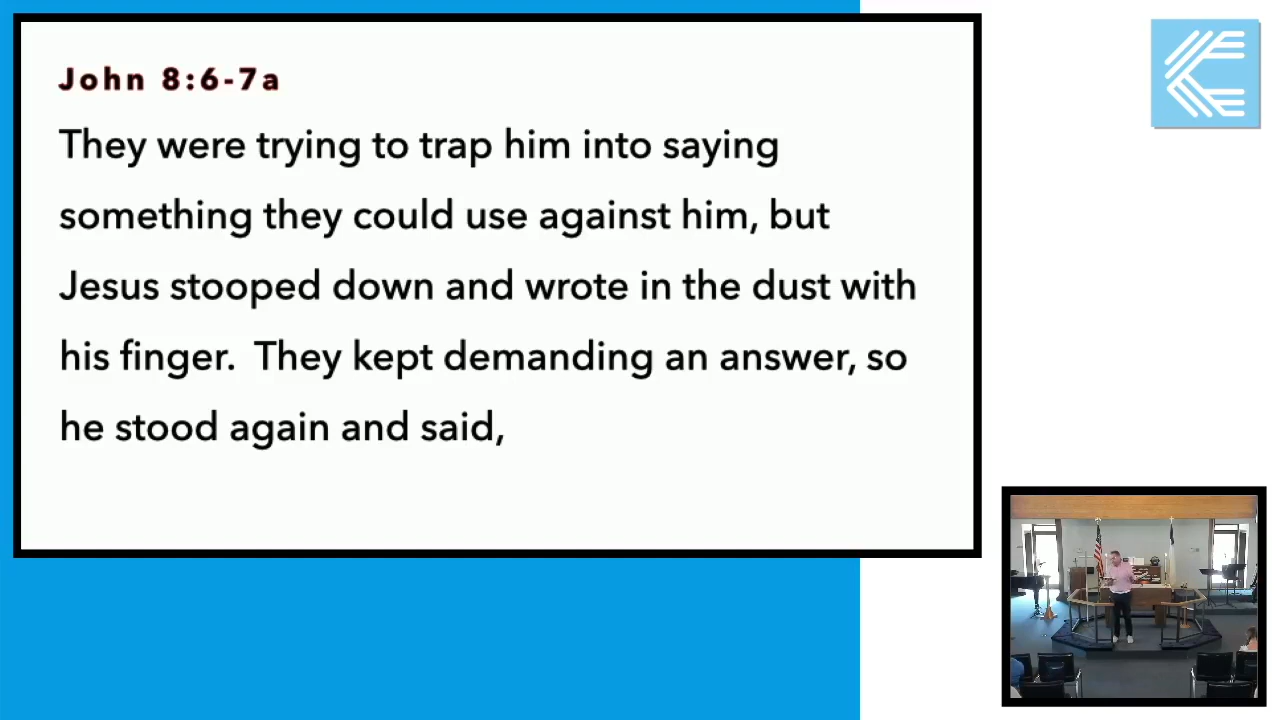 John 8:6-7a
They were trying to trap him into saying
something they could use against him, but
Jesus stooped down and wrote in the dust with
his finger.  They kept demanding an answer, so
he stood again and said,